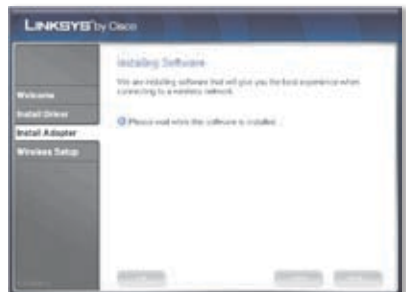 LINKSYS by Cisco
Installing Software
We are installing software that will give you the best experience when
connecting to a wireless network.
Welcome
Install Driver
Please wait while the software is installed
Install Adapter
Wireless Setup